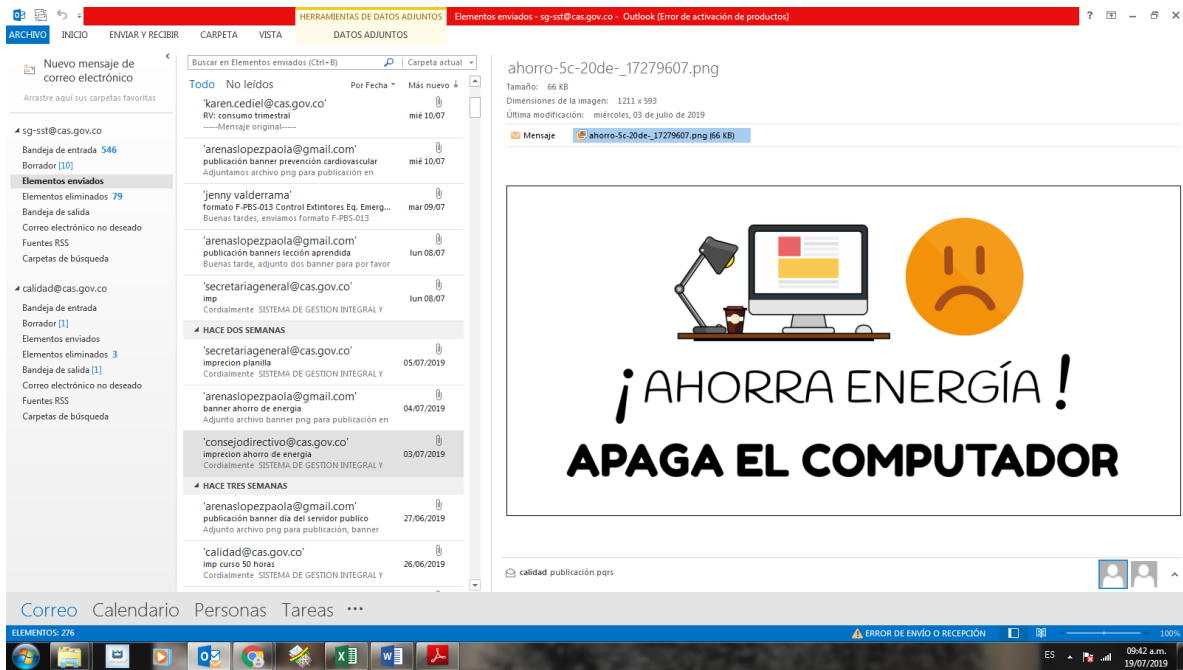 HERRAMIENTAS DE DATOS ADJUNTOS
Elementos enviados - sg-sst@cas.gov.co - Outlook (Error de activación de productos)
ARCHIVO INICIO ENVIAR Y RECIBIR CARPETA VISTA DATOS ADJUNTOS
Nuevo mensaje de
correo electrónico
Arrastre aquí sus carpetas favoritas
sg-sst@cas.gov.co
Bandeja de entrada 546
Borrador [10]
Elementos enviados
Elementos eliminados 79
Bandeja de salida
Correo electrónico no deseado
Fuentes RSS
Carpetas de búsqueda
calidad@cas.gov.co
Bandeja de entrada
Borrador [1]
Elementos enviados
Elementos eliminados 3
Bandeja de salida [1]
Correo electrónico no deseado
Fuentes RSS
Carpetas de búsqueda
Buscar en Elementos enviados (Ctrl+B) Carpeta actual
Todo No leídos Por Fecha Más nuevo
'karen.cediel@cas.gov.co'
RV: consumo trimestral mié 10/07
-----Mensaje original-----
'arenaslopezpaola@gmail.com'
publicación banner prevención cardiovascular mié 10/07
Adjuntamos archivo png para publicación en
'jenny valderrama'
formato F-PBS-013 Control Extintores Eq. Emerg... mar 09/07
Buenas tardes, enviamos formato F-PBS-013
'arenaslopezpaola@gmail.com'
publicación banners lección aprendida lun 08/07
Buenas tarde, adjunto dos banner para por favor
'secretariageneral@cas.gov.co'
imp lun 08/07
Cordialmente SISTEMA DE GESTION INTEGRAL Y
HACE DOS SEMANAS
'secretariageneral@cas.gov.co'
imprecion planilla 05/07/2019
Cordialmente SISTEMA DE GESTION INTEGRAL Y
'arenaslopezpaola@gmail.com'
banner ahorro de energia 04/07/2019
Adjunto archivo banner png para publicación en
'consejodirectivo@cas.gov.co'
imprecion ahorro de energia 03/07/2019
Cordialmente SISTEMA DE GESTION INTEGRAL Y
HACE TRES SEMANAS
'arenaslopezpaola@gmail.com'
publicación banner día del servidor publico 27/06/2019
Adjunto archivo png para publicación, banner
'calidad@cas.gov.co'
imp curso 50 horas 26/06/2019
Cordialmente SISTEMA DE GESTION INTEGRAL Y
ahorro-5c-20de-_17279607.png
Tamaño: 66 KB
Dimensiones de la imagen: 1211 x 593
Última modificación: miércoles, 03 de julio de 2019
Mensaje ahorro-5c-20de-_17279607.png (66 KB)
¡AHORRA ENERGÍA!
APAGA EL COMPUTADOR
calidad publicación pqrs
Correo Calendario Personas Tareas
ELEMENTOS: 276
ERROR DE ENVÍO O RECEPCIÓN 100%
ES 09:42 a.m.
19/07/2019